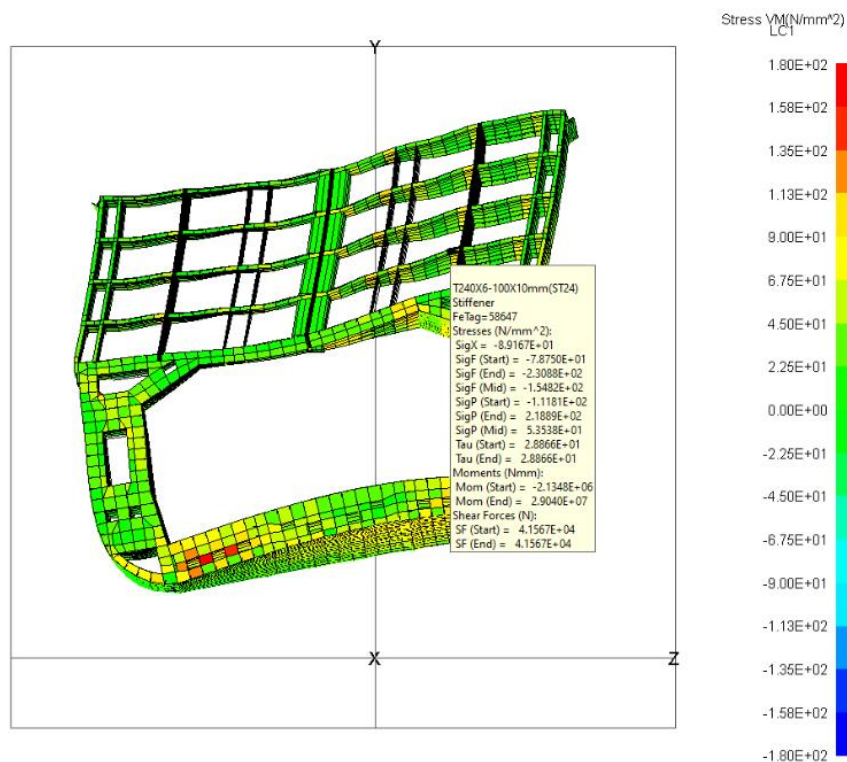 Stress VM(N/mm^2)
LC1
Y
1.80E+02
1.58E+02
1.35E+02
1.13E+02
9.00E+01
6.75E+01
4.50E+01
2.25E+01
0.00E+00
-2.25E+01
-4.50E+01
-6.75E+01
-9.00E+01
-1.13E+02
-1.35E+02
-1.58E+02
-1.80E+02
T240X6-100X10mm(ST24)
Stiffener
FeTag=58647
Stresses (N/mm^2):
SigX = -8.9167E+01
SigF (Start) = -7.8750E+01
SigF (End) = -2.3088E+02
SigF (Mid) = -1.5482E+02
SigP (Start) = -1.1181E+02
SigP (End) = 2.1889E+02
SigP (Mid) = 5.3538E+01
Tau (Start) = 2.8866E+01
Tau (End) = 2.8866E+01
Moments (Nmm):
Mom (Start) = -2.1348E+06
Mom (End) = 2.9040E+07
Shear Forces (N):
SF (Start) = 4.1567E+04
SF (End) = 4.1567E+04
X
Z